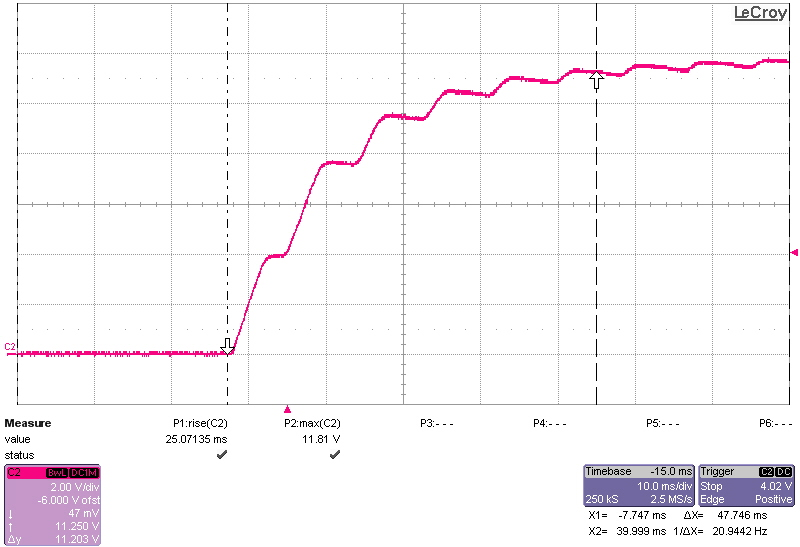 LeCroy
C2
Measure P1:rise(C2) P2:max(C2) P3:--- P4:--- P5:--- P6:---
value 25.07135 ms 11.81 V
status ✓ ✓
C2 BwL DC1M
2.00 V/div
-6.000 V ofst
↓ 47 mV
↑ 11.250 V
Δy 11.203 V
Timebase -15.0 ms
10.0 ms/div
250 kS 2.5 MS/s
Trigger C2 DC
Stop 4.02 V
Edge Positive
X1= -7.747 ms ΔX= 47.746 ms
X2= 39.999 ms 1/ΔX= 20.9442 Hz